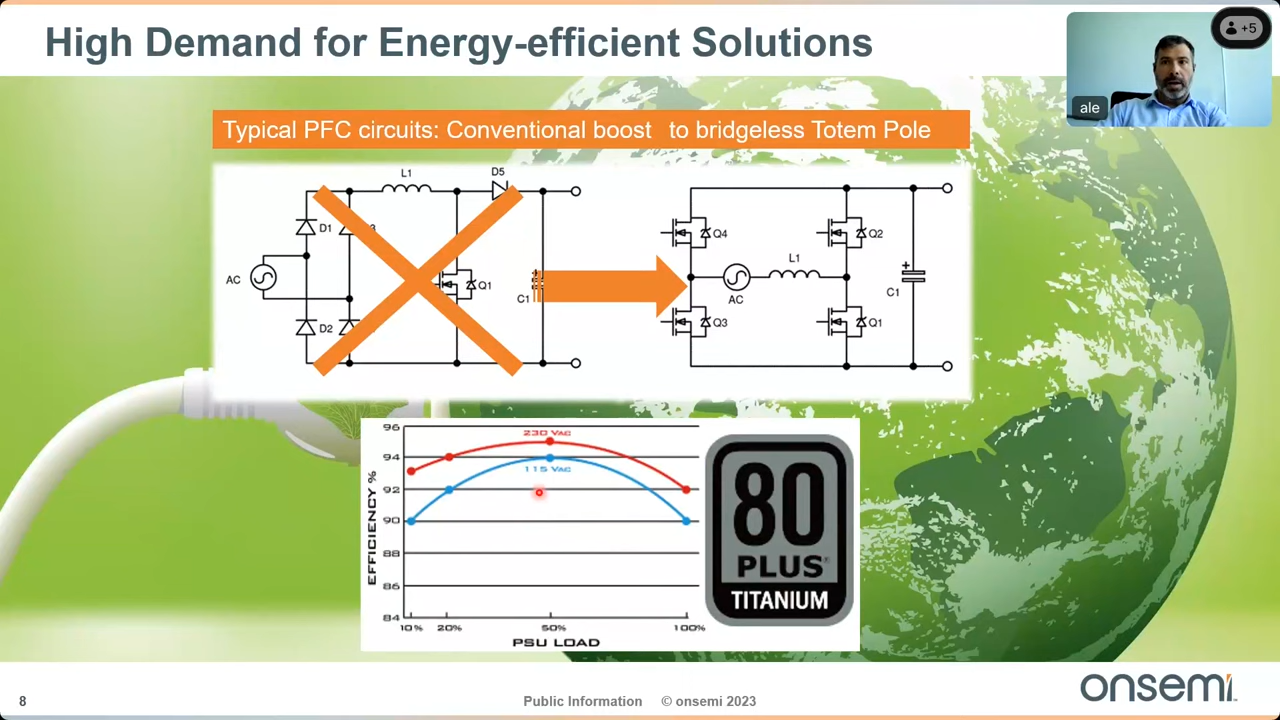 High Demand for Energy-efficient Solutions
+5
ale
Typical PFC circuits: Conventional boost to bridgeless Totem Pole
L1
D5
D1
3
AC
Q1
C1
D2
Q4
Q2
L1
AC
C1
Q3
Q1
96
94
92
90
88
86
84
EFFICIENCY %
230 VAC
115 VAC
10%
20%
50%
100%
PSU LOAD
80
PLUS®
TITANIUM
8
Public Information © onsemi 2023
onsemi